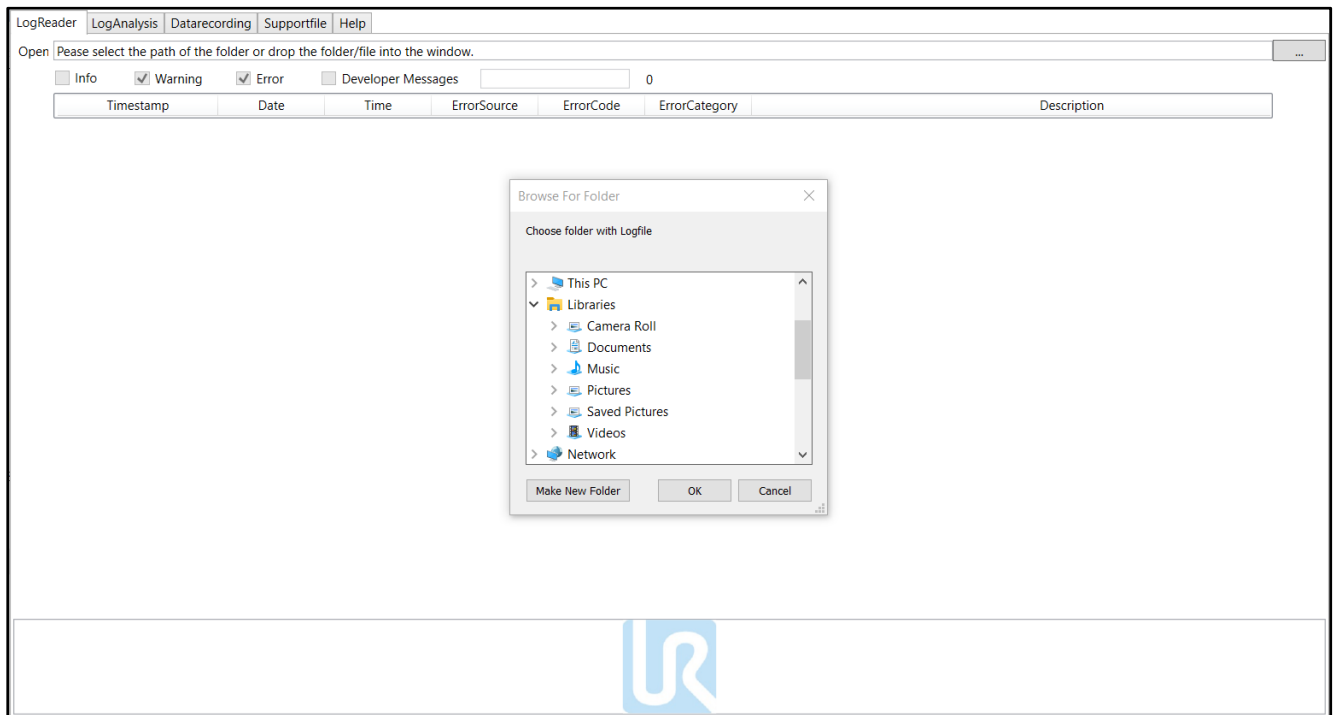 LogReader LogAnalysis Datarecording Supportfile Help
Open Pease select the path of the folder or drop the folder/file into the window. ...
Info Warning Error Developer Messages 0
Timestamp Date Time ErrorSource ErrorCode ErrorCategory Description
Browse For Folder
Choose folder with Logfile
This PC
Libraries
Camera Roll
Documents
Music
Pictures
Saved Pictures
Videos
Network
Make New Folder OK Cancel
UR